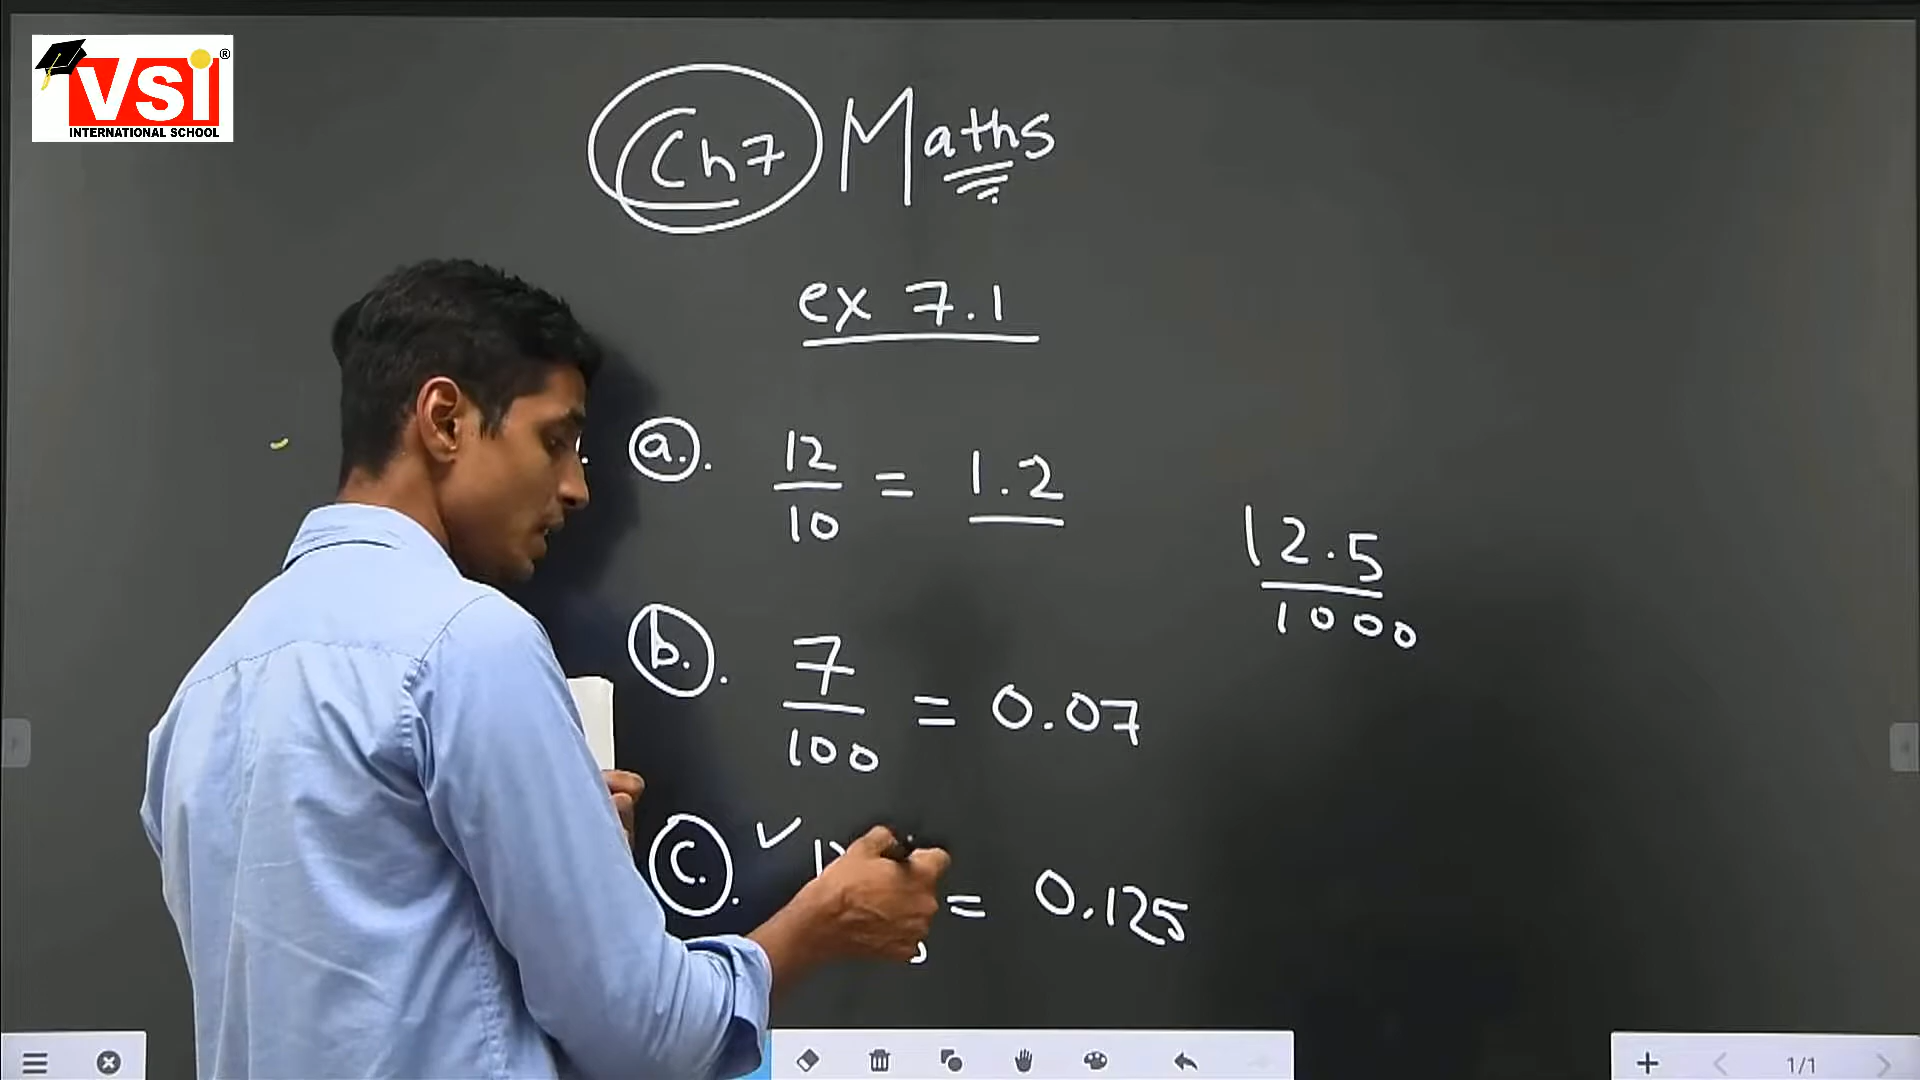 VSI ®
INTERNATIONAL SCHOOL
Ch7 Maths
ex 7.1
a. 12/10 = 1.2
12.5/1000
b. 7/100 = 0.07
c. = 0.125
1/1